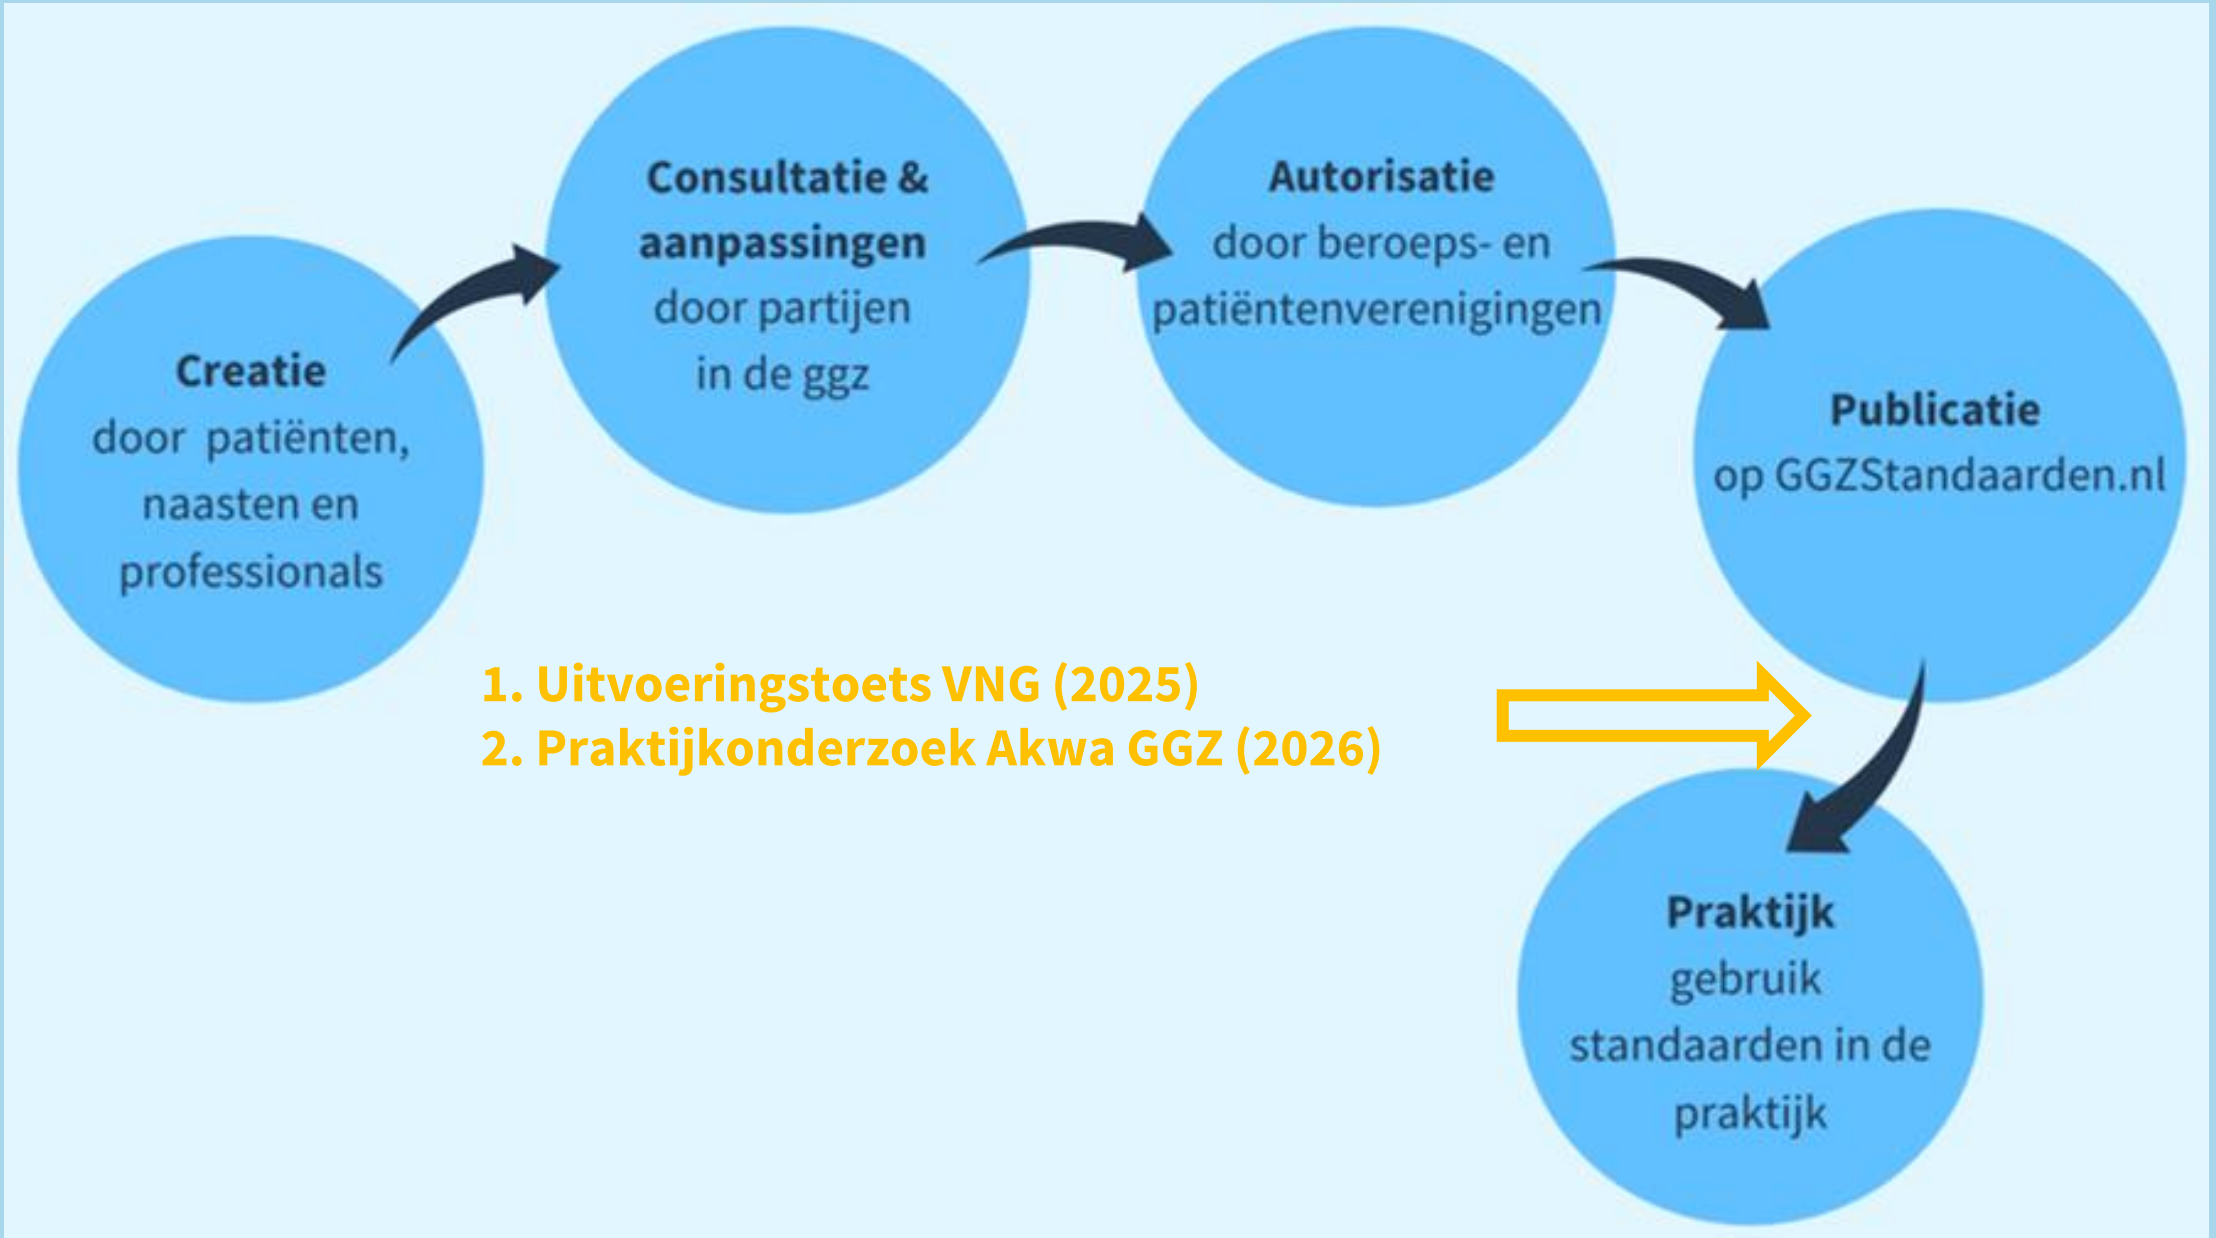 Creatie
door patiënten,
naasten en
professionals
Consultatie &
aanpassingen
door partijen
in de ggz
Autorisatie
door beroeps- en
patiëntenverenigingen
Publicatie
op GGZStandaarden.nl
1. Uitvoeringstoets VNG (2025)
2. Praktijkonderzoek Akwa GGZ (2026)
Praktijk
gebruik
standaarden in de
praktijk